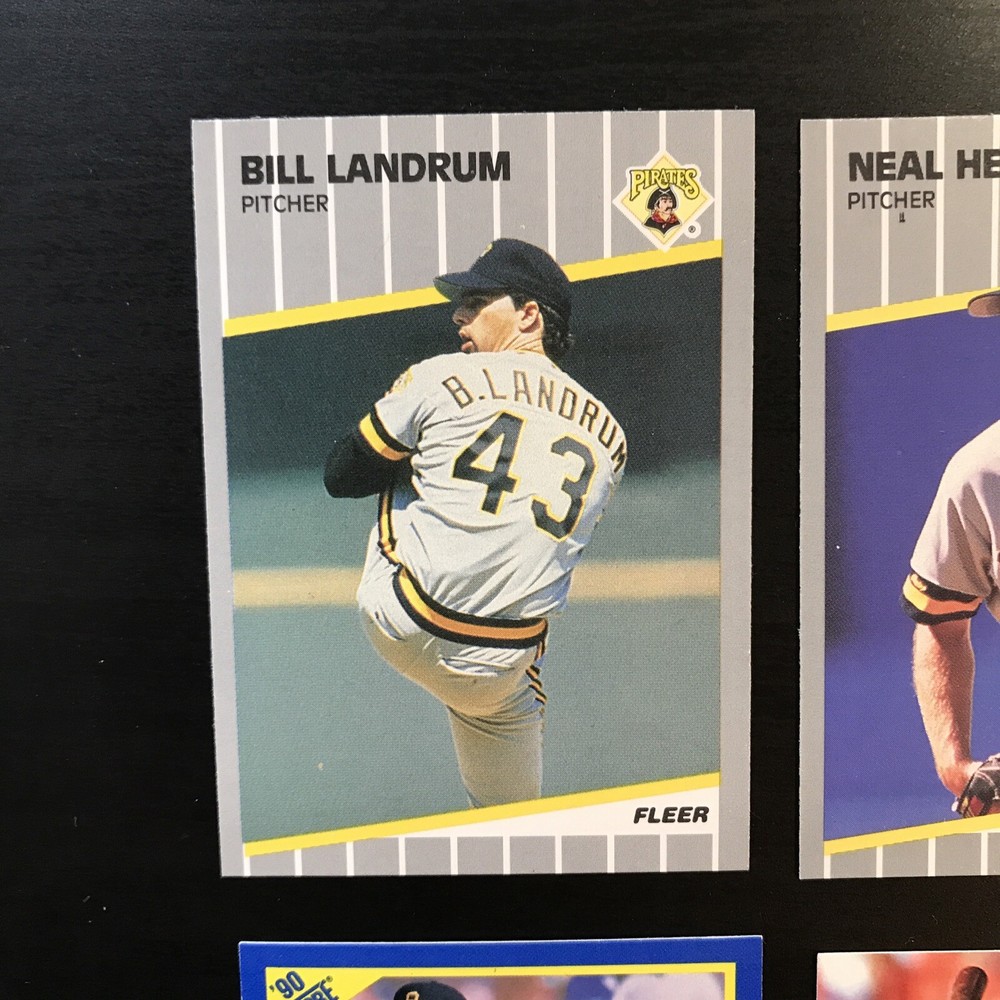 BILL LANDRUM
PITCHER
PIRATES
®
B.LANDRUM
43
FLEER
NEAL HE
PITCHER
'90